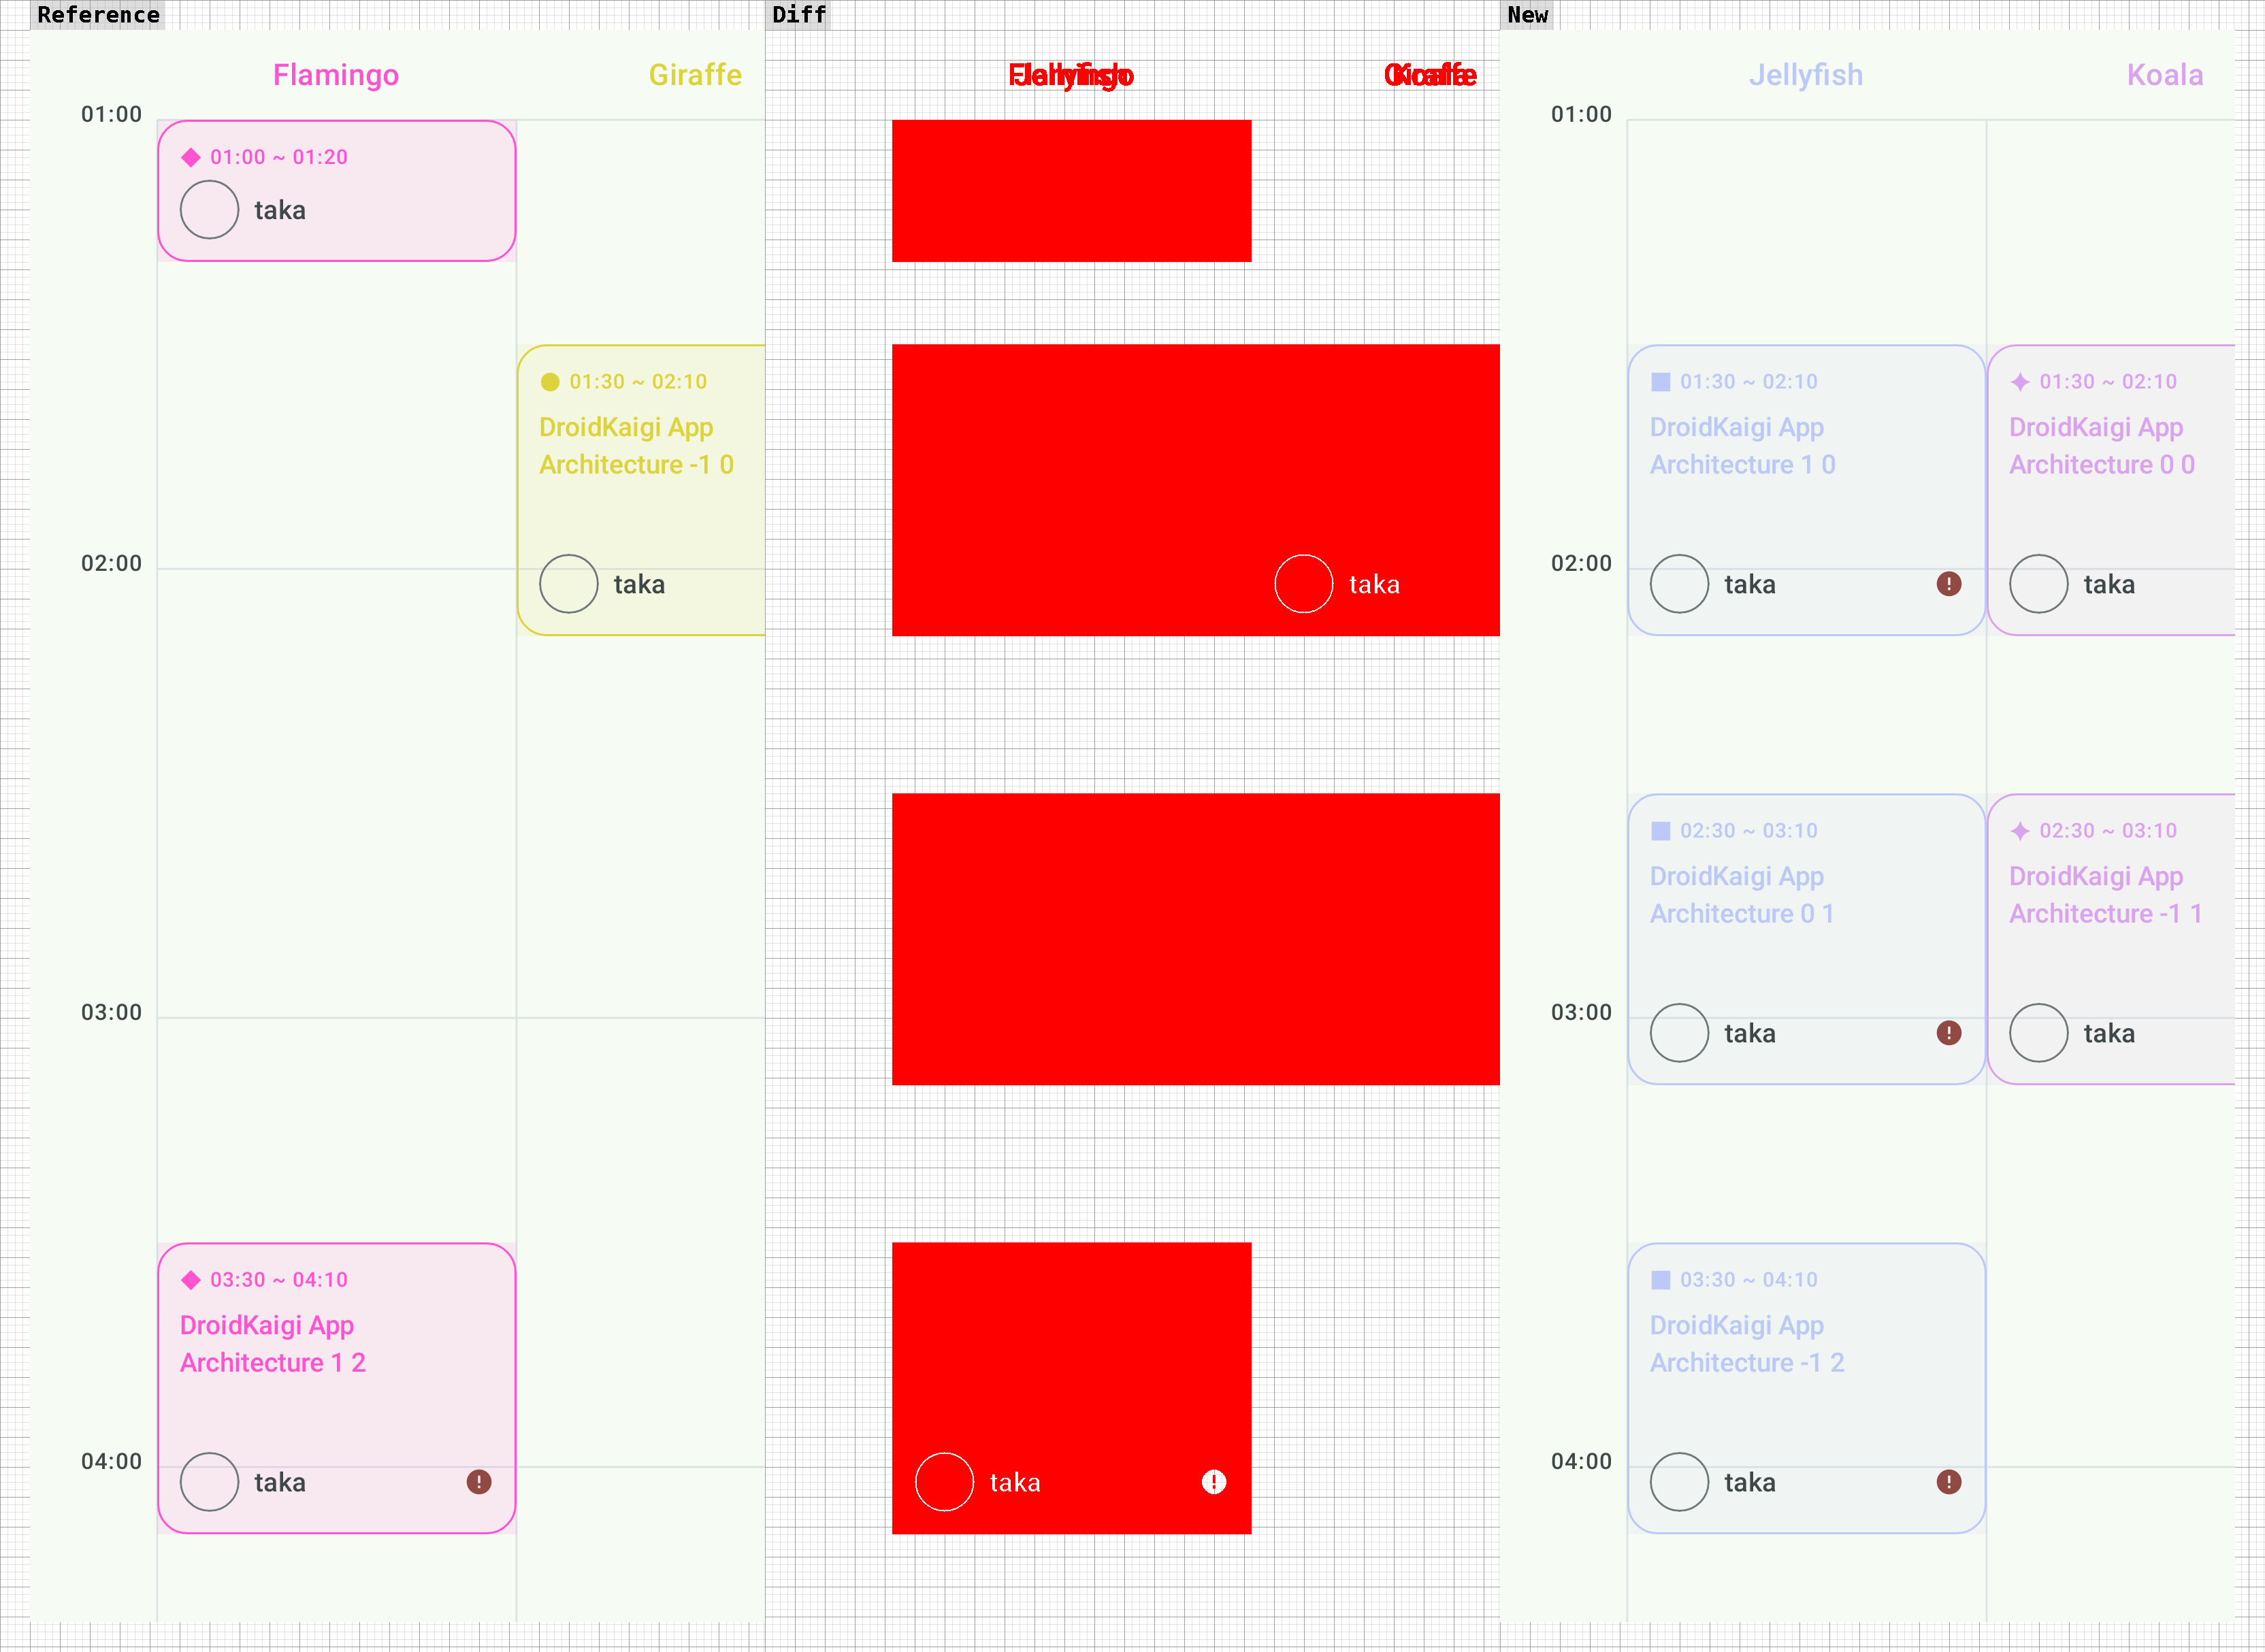 Reference
Flamingo Giraffe
01:00
01:00 ~ 01:20
taka
01:30 ~ 02:10
DroidKaigi App
Architecture -1 0
02:00
taka
03:00
03:30 ~ 04:10
DroidKaigi App
Architecture 1 2
04:00
taka
Diff
taka
taka
New
Jellyfish Koala
01:00
01:30 ~ 02:10
DroidKaigi App
Architecture 1 0
02:00
taka
01:30 ~ 02:10
DroidKaigi App
Architecture 0 0
taka
02:30 ~ 03:10
DroidKaigi App
Architecture 0 1
03:00
taka
02:30 ~ 03:10
DroidKaigi App
Architecture -1 1
taka
03:30 ~ 04:10
DroidKaigi App
Architecture -1 2
04:00
taka